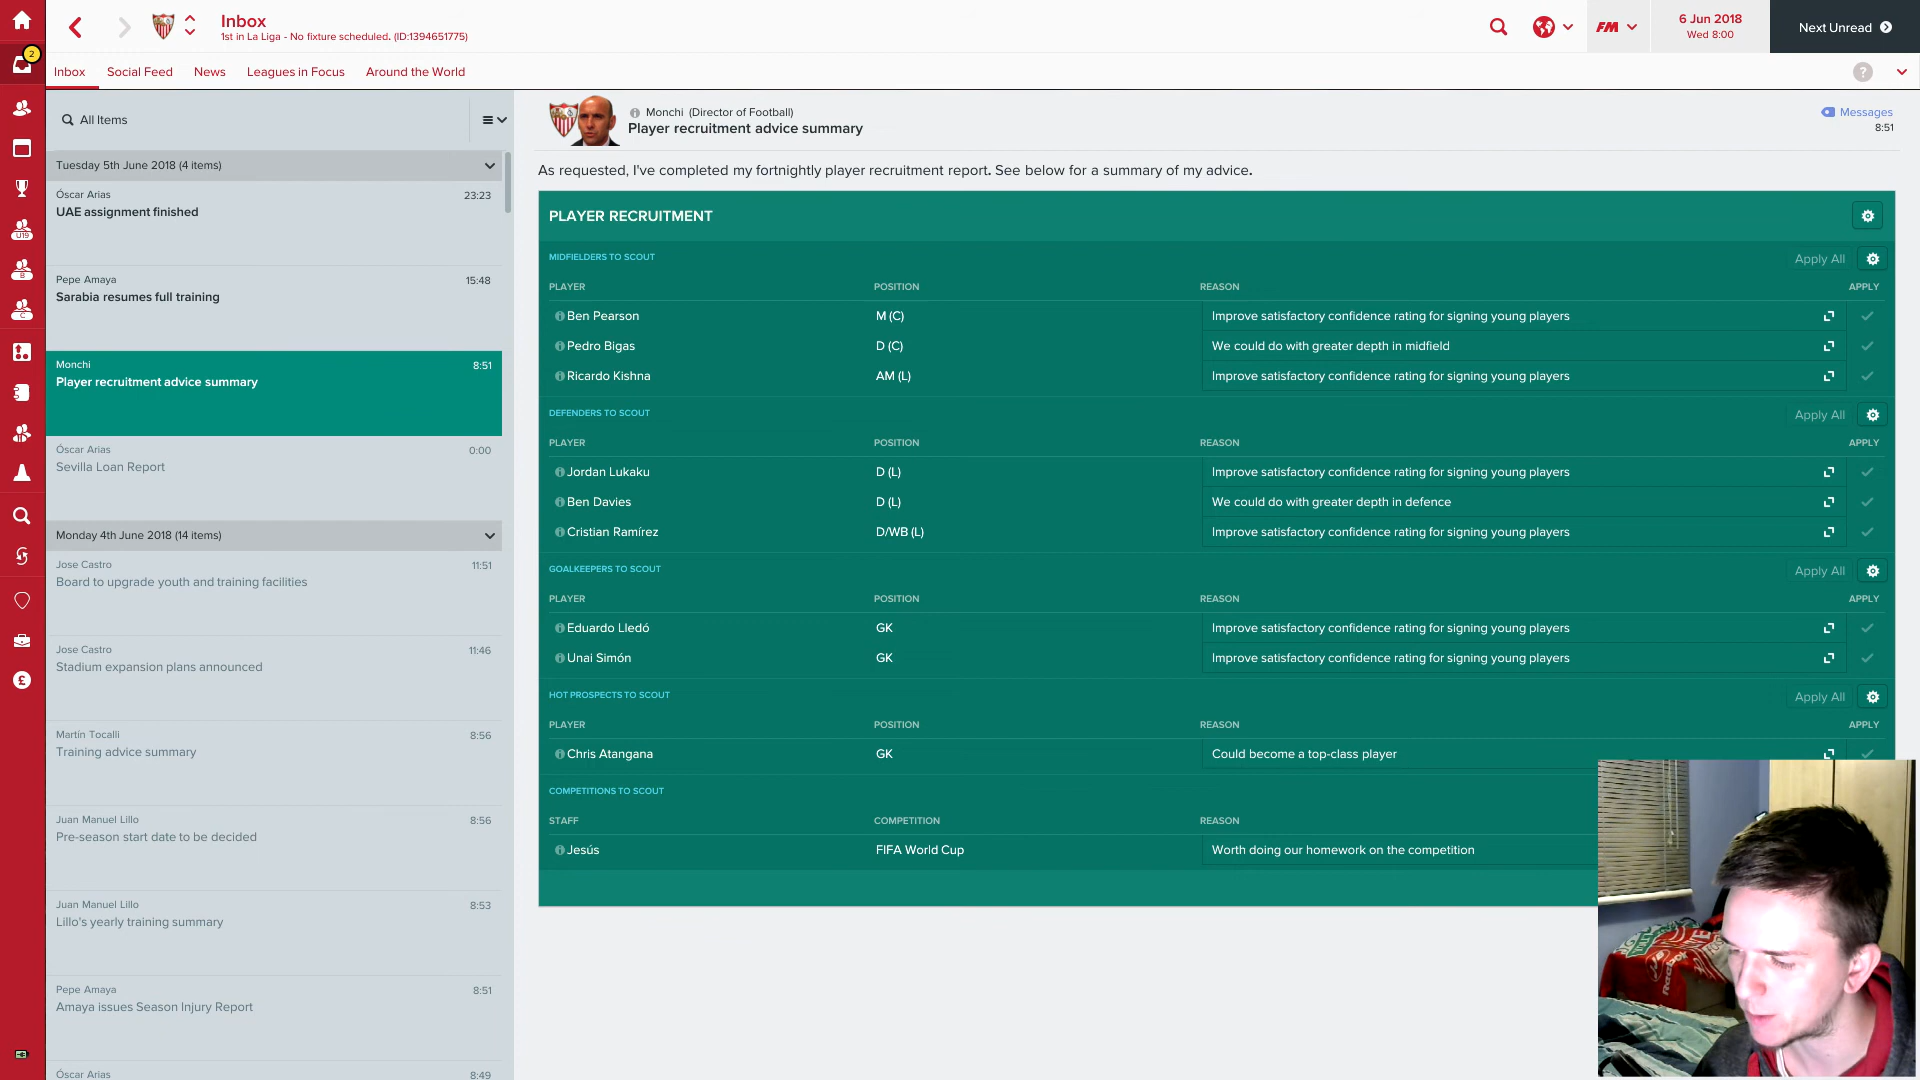 2
Inbox
1st in La Liga - No fixture scheduled. (ID:1394651775)
FM
6 Jun 2018
Wed 8:00
Next Unread
Inbox
Social Feed
News
Leagues in Focus
Around the World
?
All Items
Monchi (Director of Football)
Player recruitment advice summary
Messages
8:51
Tuesday 5th June 2018 (4 items)
Óscar Arias 23:23
UAE assignment finished
Pepe Amaya 15:48
Sarabia resumes full training
Monchi 8:51
Player recruitment advice summary
Óscar Arias 0:00
Sevilla Loan Report
Monday 4th June 2018 (14 items)
Jose Castro 11:51
Board to upgrade youth and training facilities
Jose Castro 11:46
Stadium expansion plans announced
Martín Tocalli 8:56
Training advice summary
Juan Manuel Lillo 8:56
Pre-season start date to be decided
Juan Manuel Lillo 8:53
Lillo's yearly training summary
Pepe Amaya 8:51
Amaya issues Season Injury Report
Óscar Arias 8:49
As requested, I've completed my fortnightly player recruitment report. See below for a summary of my advice.
PLAYER RECRUITMENT
MIDFIELDERS TO SCOUT Apply All
PLAYER POSITION REASON APPLY
Ben Pearson M (C) Improve satisfactory confidence rating for signing young players
Pedro Bigas D (C) We could do with greater depth in midfield
Ricardo Kishna AM (L) Improve satisfactory confidence rating for signing young players
DEFENDERS TO SCOUT Apply All
PLAYER POSITION REASON APPLY
Jordan Lukaku D (L) Improve satisfactory confidence rating for signing young players
Ben Davies D (L) We could do with greater depth in defence
Cristian Ramírez D/WB (L) Improve satisfactory confidence rating for signing young players
GOALKEEPERS TO SCOUT Apply All
PLAYER POSITION REASON APPLY
Eduardo Lledó GK Improve satisfactory confidence rating for signing young players
Unai Simón GK Improve satisfactory confidence rating for signing young players
HOT PROSPECTS TO SCOUT Apply All
PLAYER POSITION REASON APPLY
Chris Atangana GK Could become a top-class player
COMPETITIONS TO SCOUT
STAFF COMPETITION REASON
Jesús FIFA World Cup Worth doing our homework on the competition
U19
B
C
£
Reebok